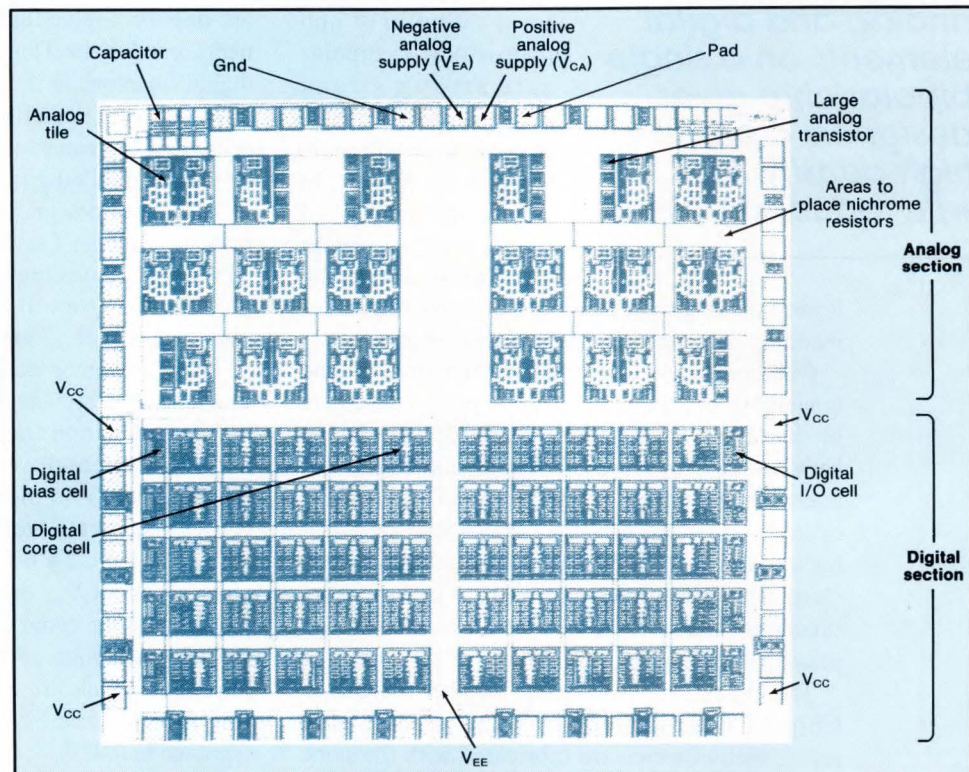 Capacitor
Gnd
Negative
analog
supply (VEA)
Positive
analog
supply (VCA)
Pad
Analog
tile
Large
analog
transistor
Areas to
place nichrome
resistors
Analog
section
VCC
VCC
Digital
bias cell
Digital
I/O cell
Digital
core cell
Digital
section
VCC
VCC
VEE